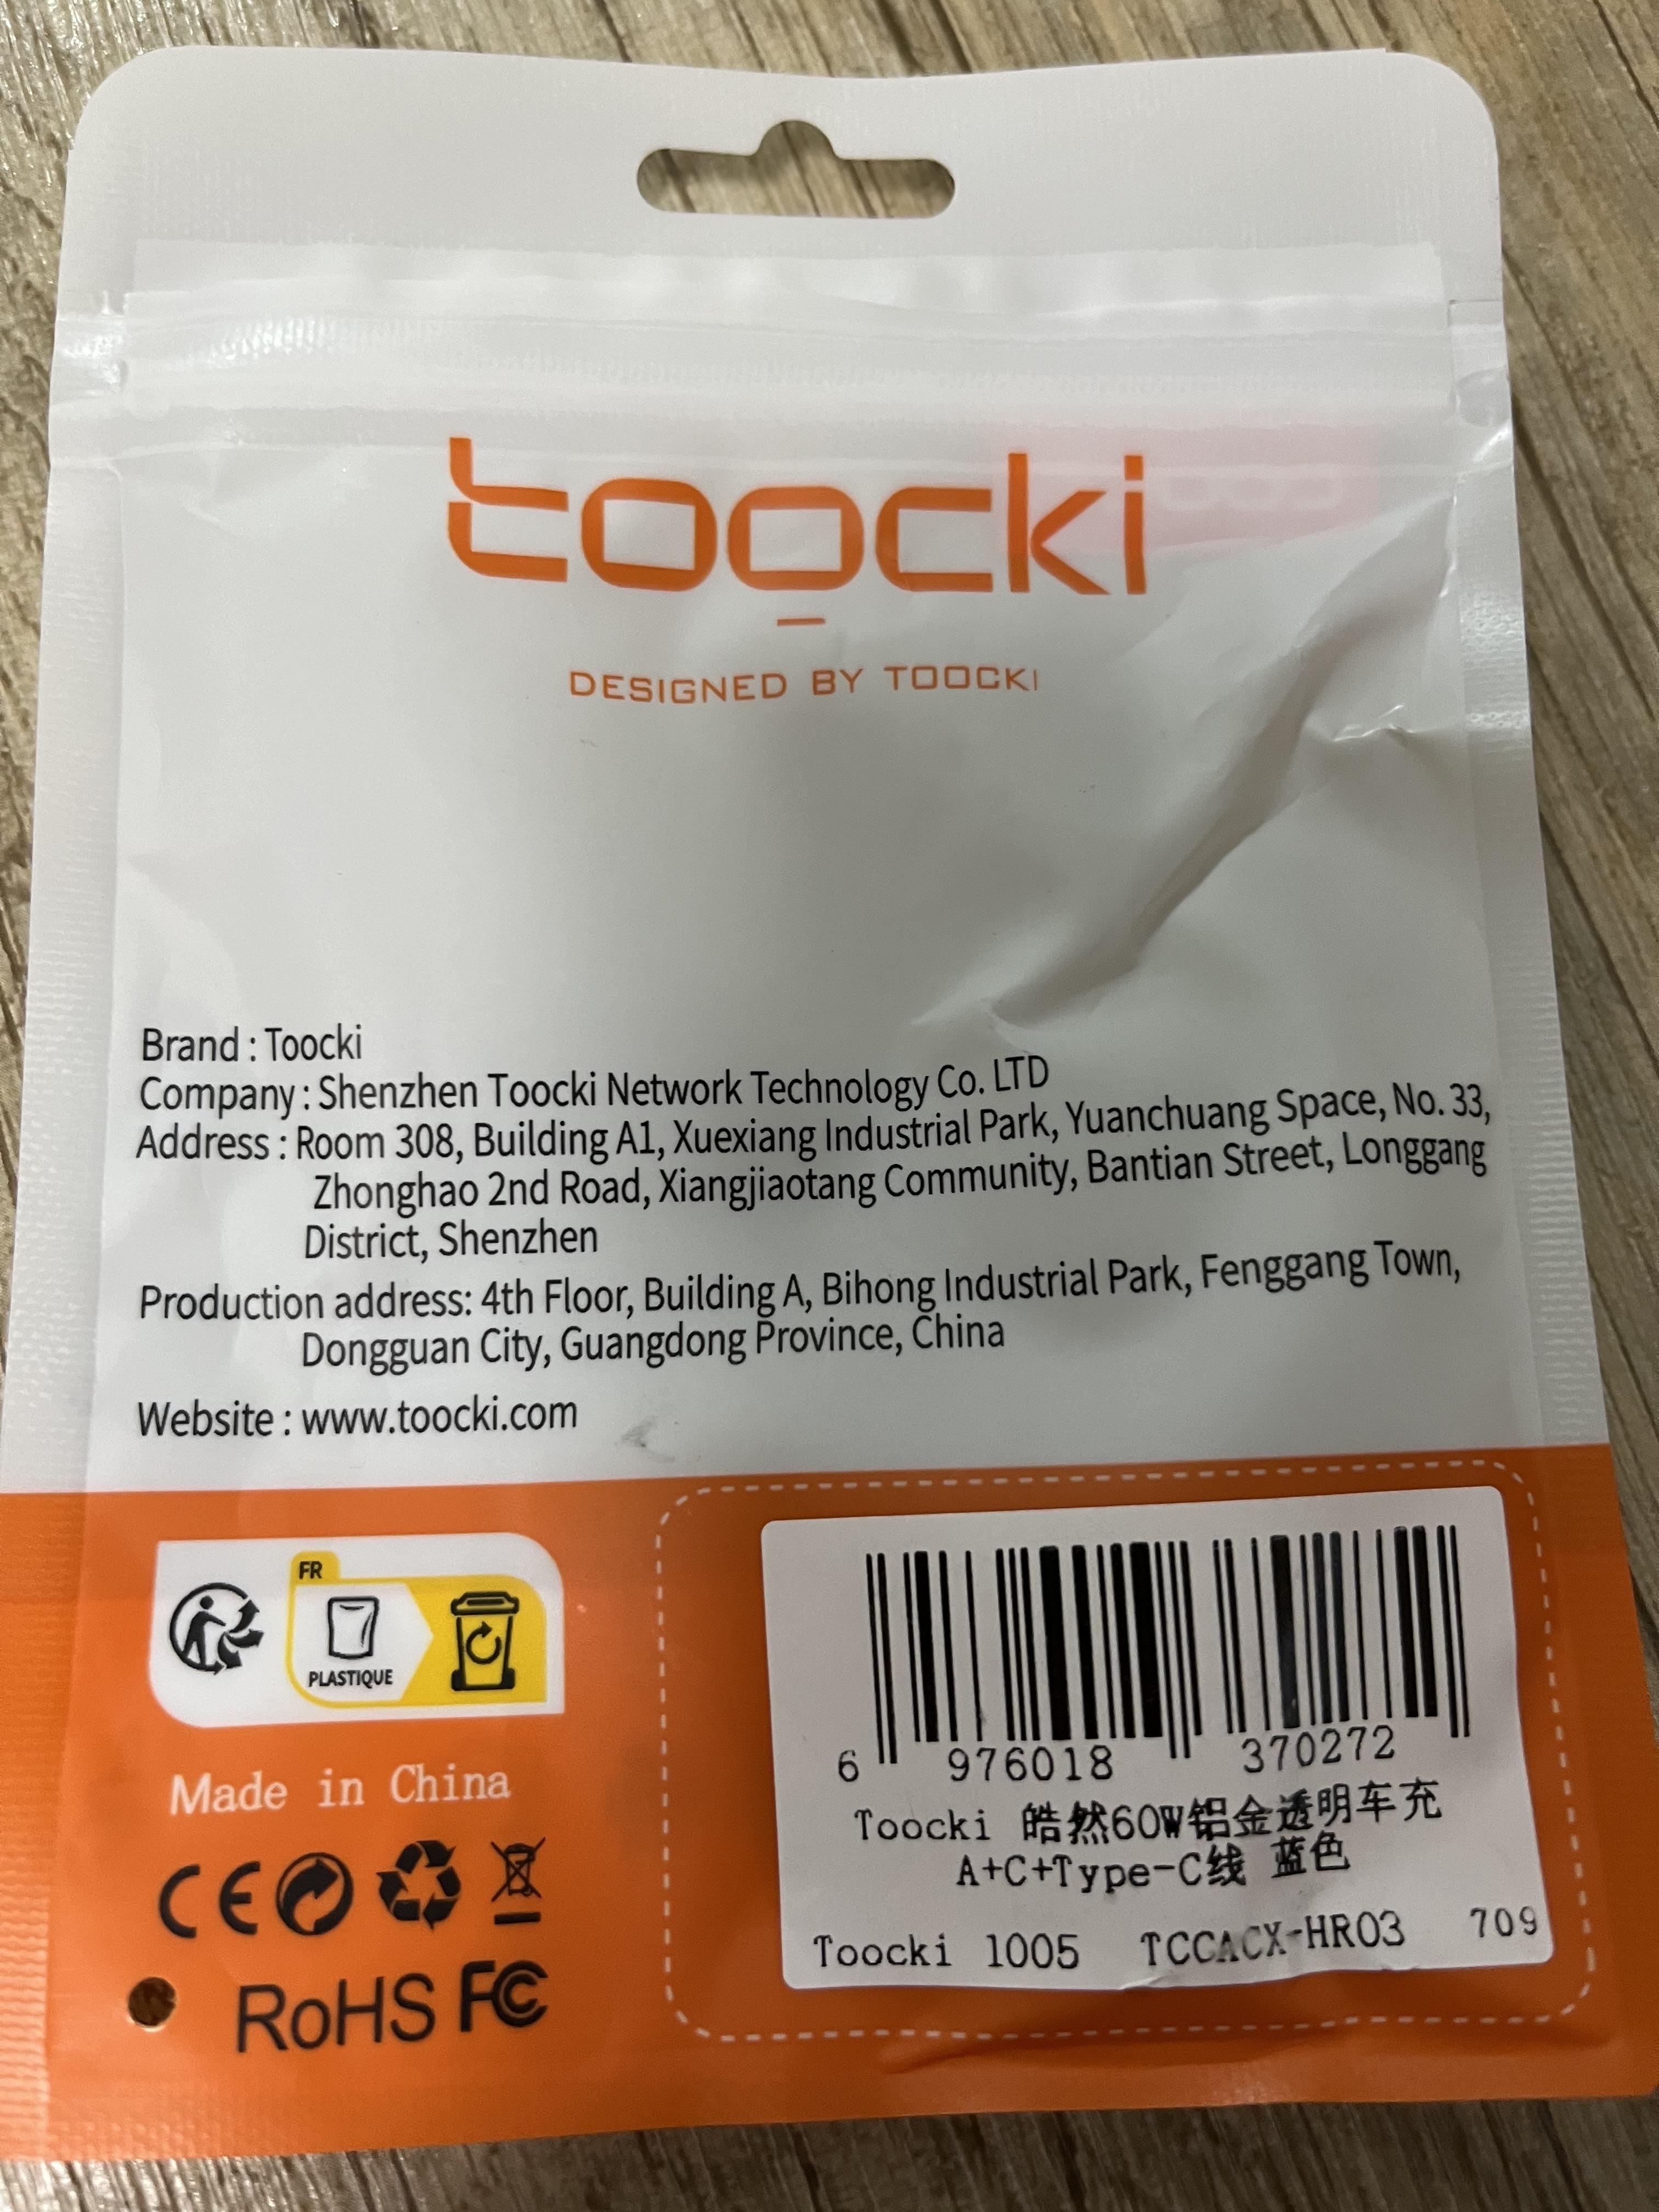 toocki
DESIGNED BY TOOCKI
Brand : Toocki
Company : Shenzhen Toocki Network Technology Co. LTD
Address : Room 308, Building A1, Xuexiang Industrial Park, Yuanchuang Space, No. 33,
Zhonghao 2nd Road, Xiangjiaotang Community, Bantian Street, Longgang
District, Shenzhen
Production address: 4th Floor, Building A, Bihong Industrial Park, Fenggang Town,
Dongguan City, Guangdong Province, China
Website : www.toocki.com
FR
PLASTIQUE
Made in China
CE
RoHS FC
6 976018 370272
Toocki 皓然60W铝金透明车充
A+C+Type-C线 蓝色
Toocki 1005 TCCACX-HR03 709